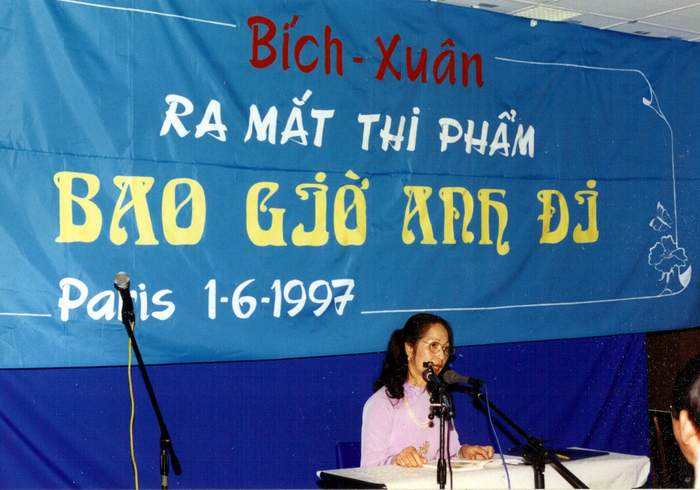 Bích-Xuân
RA MẮT THI PHẨM
BAO GIỜ ANH ĐI
Paris 1-6-1997